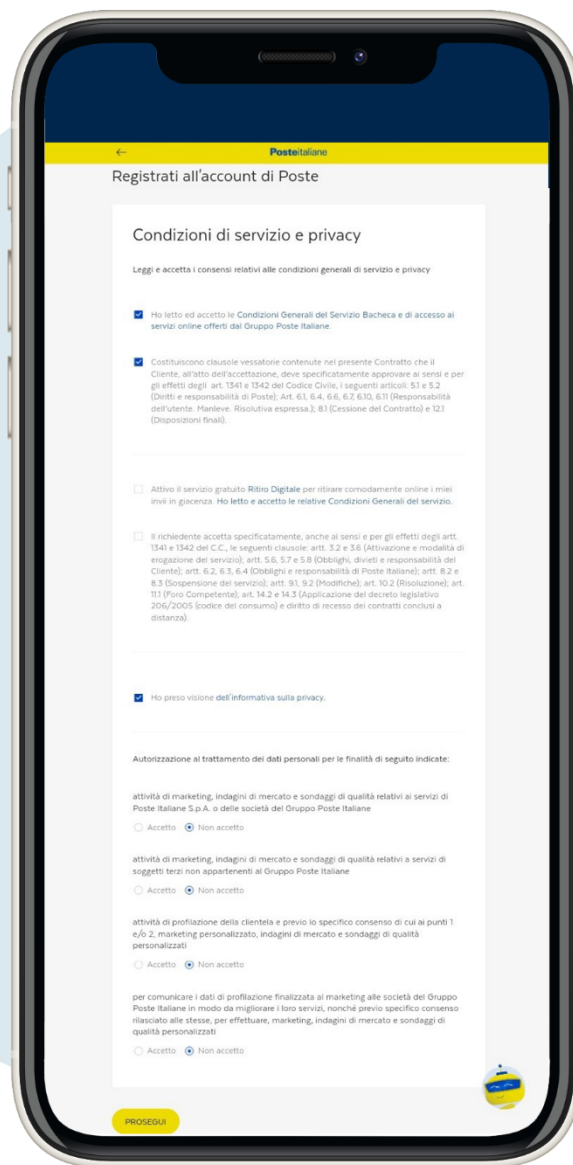 Posteitaliane
Registrati all'account di Poste
Condizioni di servizio e privacy
Leggi e accetta i consensi relativi alle condizioni generali di servizio e privacy
Ho letto ed accetto le Condizioni Generali del Servizio Bacheca e di accesso ai
servizi online offerti dal Gruppo Poste Italiane.
Costituiscono clausole vessatorie contenute nel presente Contratto che il
Cliente, all'atto dell'accettazione, deve specificatamente approvare ai sensi e per
gli effetti degli art. 1341 e 1342 del Codice Civile, i seguenti articoli: 5.1 e 5.2
(Diritti e responsabilità di Poste); Art. 6.1, 6.4, 6.6, 6.7, 6.10, 6.11 (Responsabilità
dell'utente. Manleve. Risolutiva espressa.); 8.1 (Cessione del Contratto) e 12.1
(Disposizioni finali).
Attivo il servizio gratuito Ritiro Digitale per ritirare comodamente online i miei
invii in giacenza. Ho letto e accetto le relative Condizioni Generali del servizio.
Il richiedente accetta specificamente, anche ai sensi e per gli effetti degli artt.
1341 e 1342 del C.C., le seguenti clausole: artt. 3.2 e 3.6 (Attivazione e modalità di
erogazione del servizio); artt. 5.6, 5.7 e 5.8 (Obblighi, divieti e responsabilità del
Cliente); artt. 6.2, 6.3, 6.4 (Obblighi e responsabilità di Poste Italiane); artt. 8.2 e
8.3 (Sospensione del servizio); artt. 9.1, 9.2 (Modifiche); art. 10.2 (Risoluzione); art.
11.1 (Foro Competente), art. 14.2 e 14.3 (Applicazione del decreto legislativo
206/2005 (codice del consumo) e diritto di recesso dei contratti conclusi a
distanza).
Ho preso visione dell'informativa sulla privacy.
Autorizzazione al trattamento dei dati personali per le finalità di seguito indicate:
attività di marketing, indagini di mercato e sondaggi di qualità relativi ai servizi di
Poste Italiane S.p.A. o delle società del Gruppo Poste Italiane
Accetto Non accetto
attività di marketing, indagini di mercato e sondaggi di qualità relativi a servizi di
soggetti terzi non appartenenti al Gruppo Poste Italiane
Accetto Non accetto
attività di profilazione della clientela e previo lo specifico consenso di cui ai punti 1
e/o 2, marketing personalizzato, indagini di mercato e sondaggi di qualità
personalizzati
Accetto Non accetto
per comunicare i dati di profilazione finalizzata al marketing alle società del Gruppo
Poste Italiane in modo da migliorare i loro servizi, nonché previo specifico consenso
rilasciato alle stesse, per effettuare, marketing, indagini di mercato e sondaggi di
qualità personalizzati
Accetto Non accetto
PROSEGUI